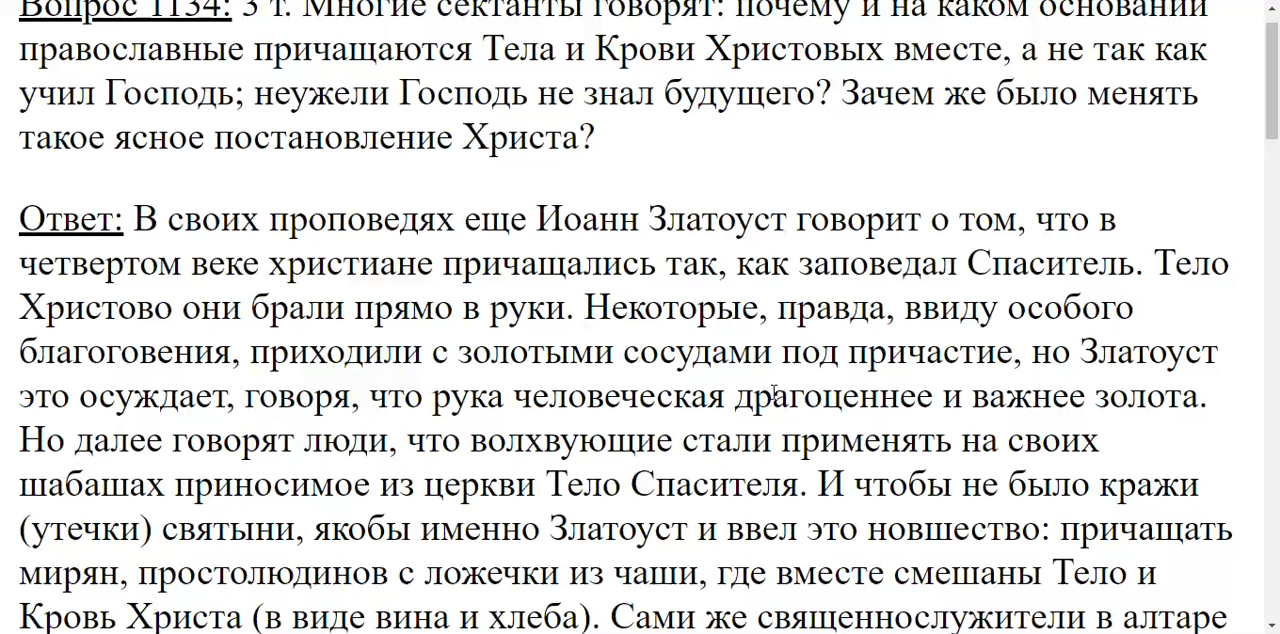 Вопрос 1134: 3 т. Многие сектанты говорят: почему и на каком основании
православные причащаются Тела и Крови Христовых вместе, а не так как
учил Господь; неужели Господь не знал будущего? Зачем же было менять
такое ясное постановление Христа?
Ответ: В своих проповедях еще Иоанн Златоуст говорит о том, что в
четвертом веке христиане причащались так, как заповедал Спаситель. Тело
Христово они брали прямо в руки. Некоторые, правда, ввиду особого
благоговения, приходили с золотыми сосудами под причастие, но Златоуст
это осуждает, говоря, что рука человеческая драгоценнее и важнее золота.
Но далее говорят люди, что волхвующие стали применять на своих
шабашах приносимое из церкви Тело Спасителя. И чтобы не было кражи
(утечки) святыни, якобы именно Златоуст и ввел это новшество: причащать
мирян, простолюдинов с ложечки из чаши, где вместе смешаны Тело и
Кровь Христа (в виде вина и хлеба). Сами же священнослужители в алтаре